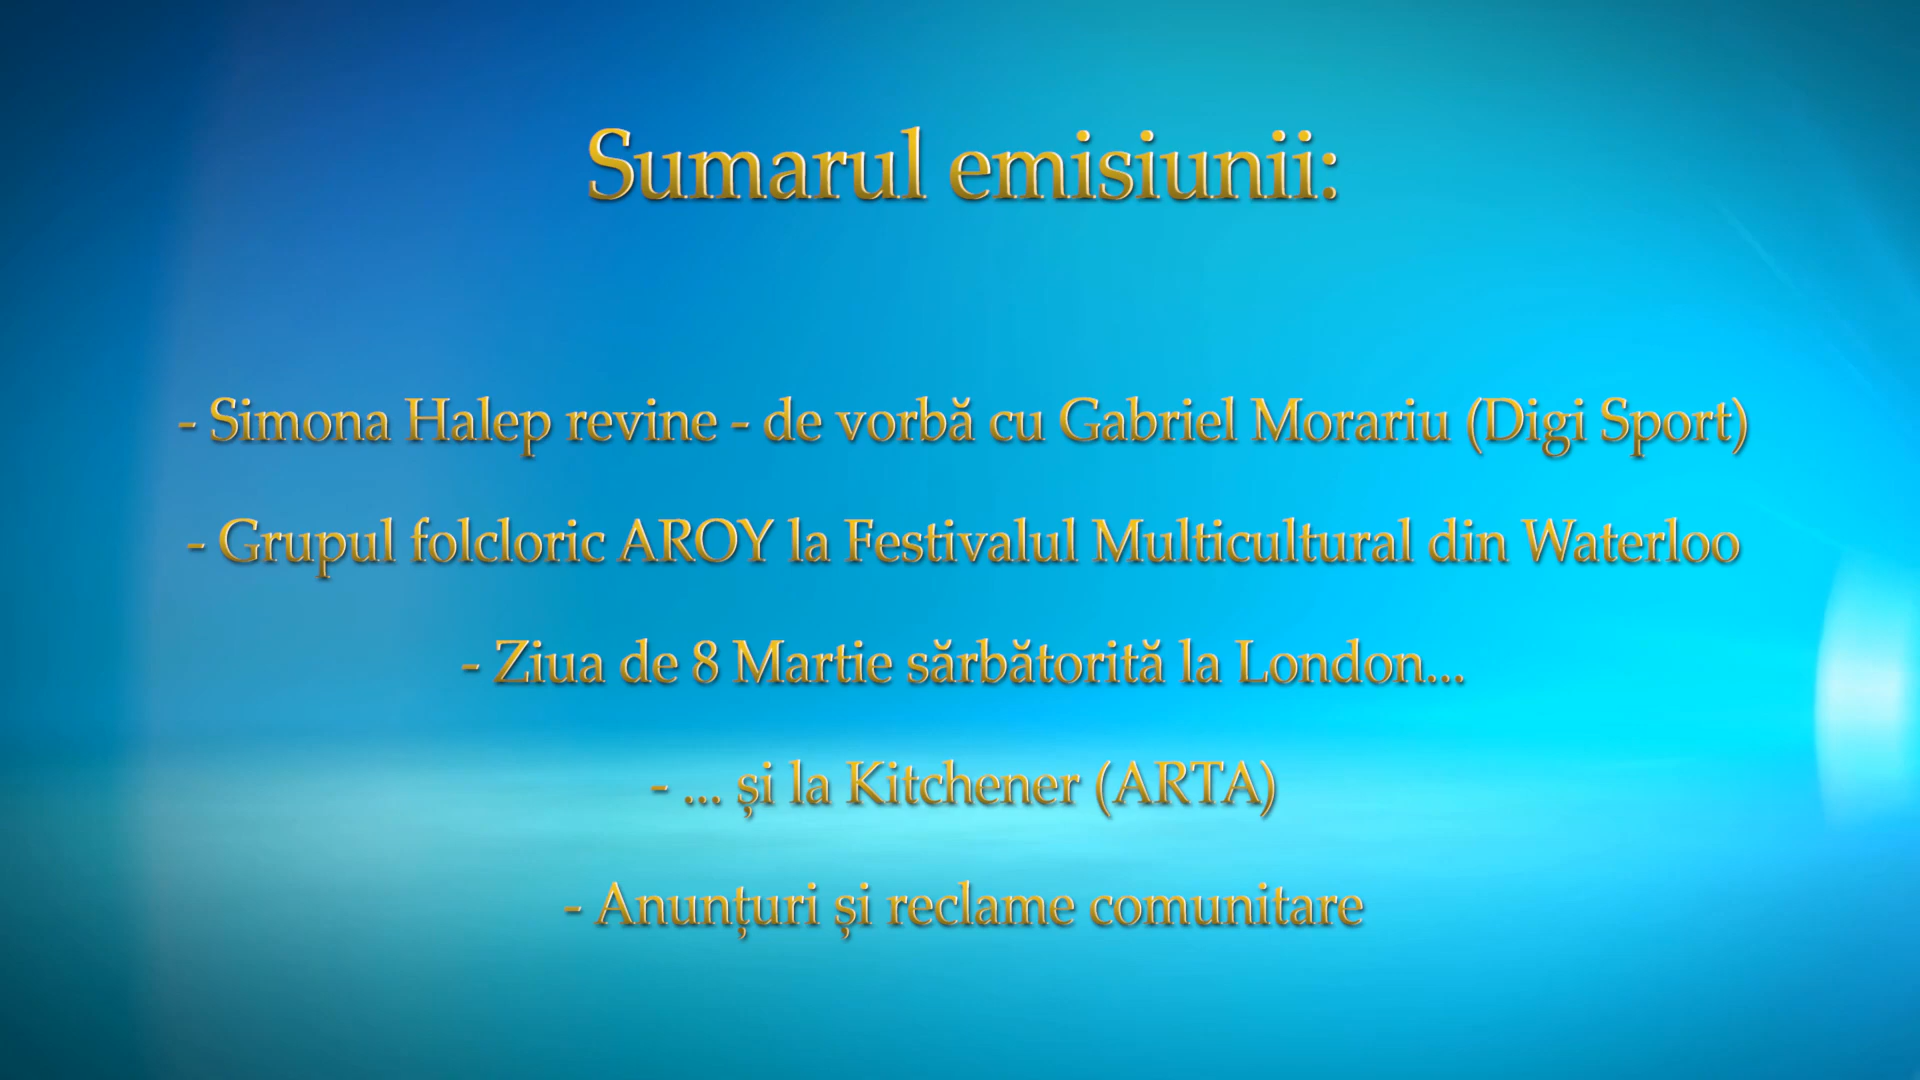 Sumarul emisiunii:
- Simona Halep revine - de vorbă cu Gabriel Morariu (Digi Sport)
- Grupul folcloric AROY la Festivalul Multicultural din Waterloo
- Ziua de 8 Martie sărbătorită la London...
- ... și la Kitchener (ARTA)
- Anunțuri și reclame comunitare